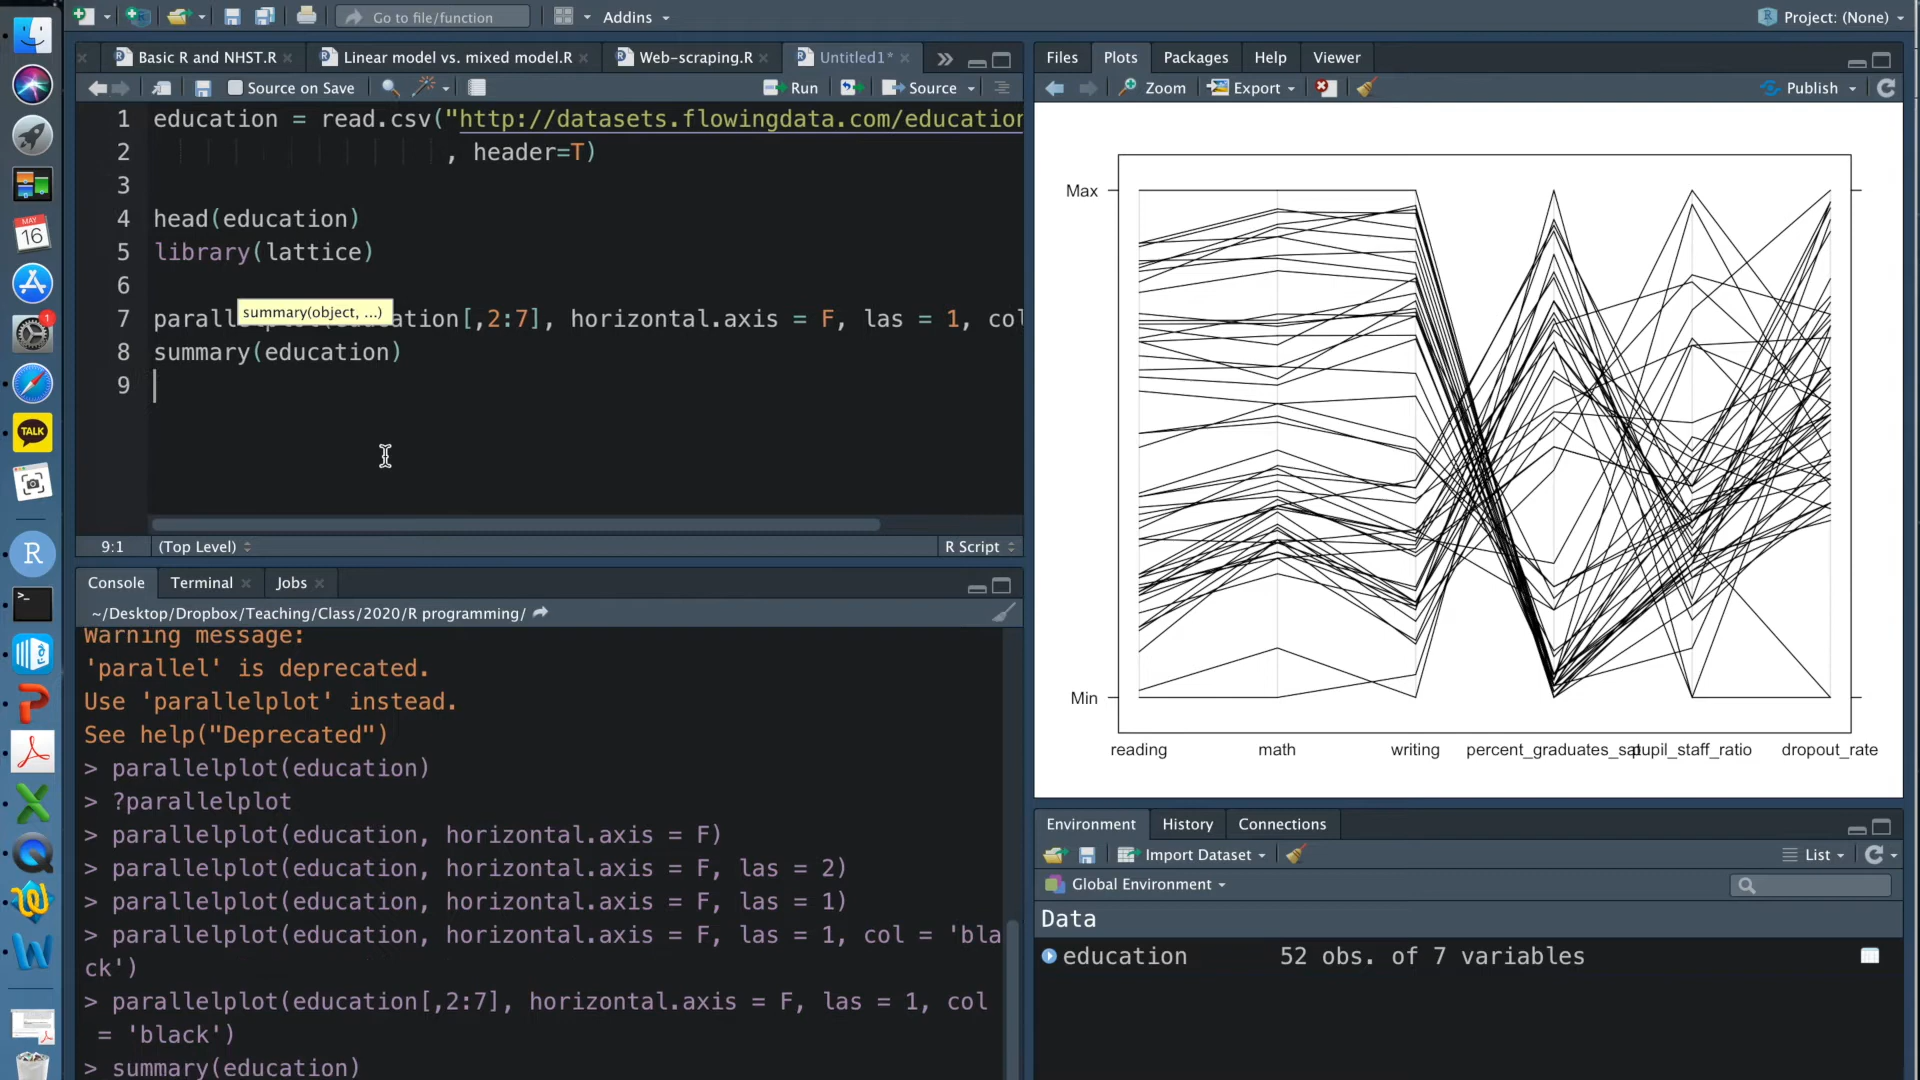 Go to file/function
Addins
Project: (None)
Basic R and NHST.R
Linear model vs. mixed model.R
Web-scraping.R
Untitled1*
Source on Save
Run
Source
1 education = read.csv("http://datasets.flowingdata.com/education
2 , header=T)
3
4 head(education)
5 library(lattice)
6
summary(object, ...)
7 parall ation[,2:7], horizontal.axis = F, las = 1, col
8 summary(education)
9
9:1 (Top Level) R Script
Console Terminal Jobs
~/Desktop/Dropbox/Teaching/Class/2020/R programming/
Warning message:
'parallel' is deprecated.
Use 'parallelplot' instead.
See help("Deprecated")
> parallelplot(education)
> ?parallelplot
> parallelplot(education, horizontal.axis = F)
> parallelplot(education, horizontal.axis = F, las = 2)
> parallelplot(education, horizontal.axis = F, las = 1)
> parallelplot(education, horizontal.axis = F, las = 1, col = 'bla
ck')
> parallelplot(education[,2:7], horizontal.axis = F, las = 1, col
= 'black')
> summary(education)
Files Plots Packages Help Viewer
Zoom Export Publish
Max
Min
reading math writing percent_graduates_sat pupil_staff_ratio dropout_rate
Environment History Connections
Import Dataset List
Global Environment
Data
education 52 obs. of 7 variables
MAY
16
1
TALK
R